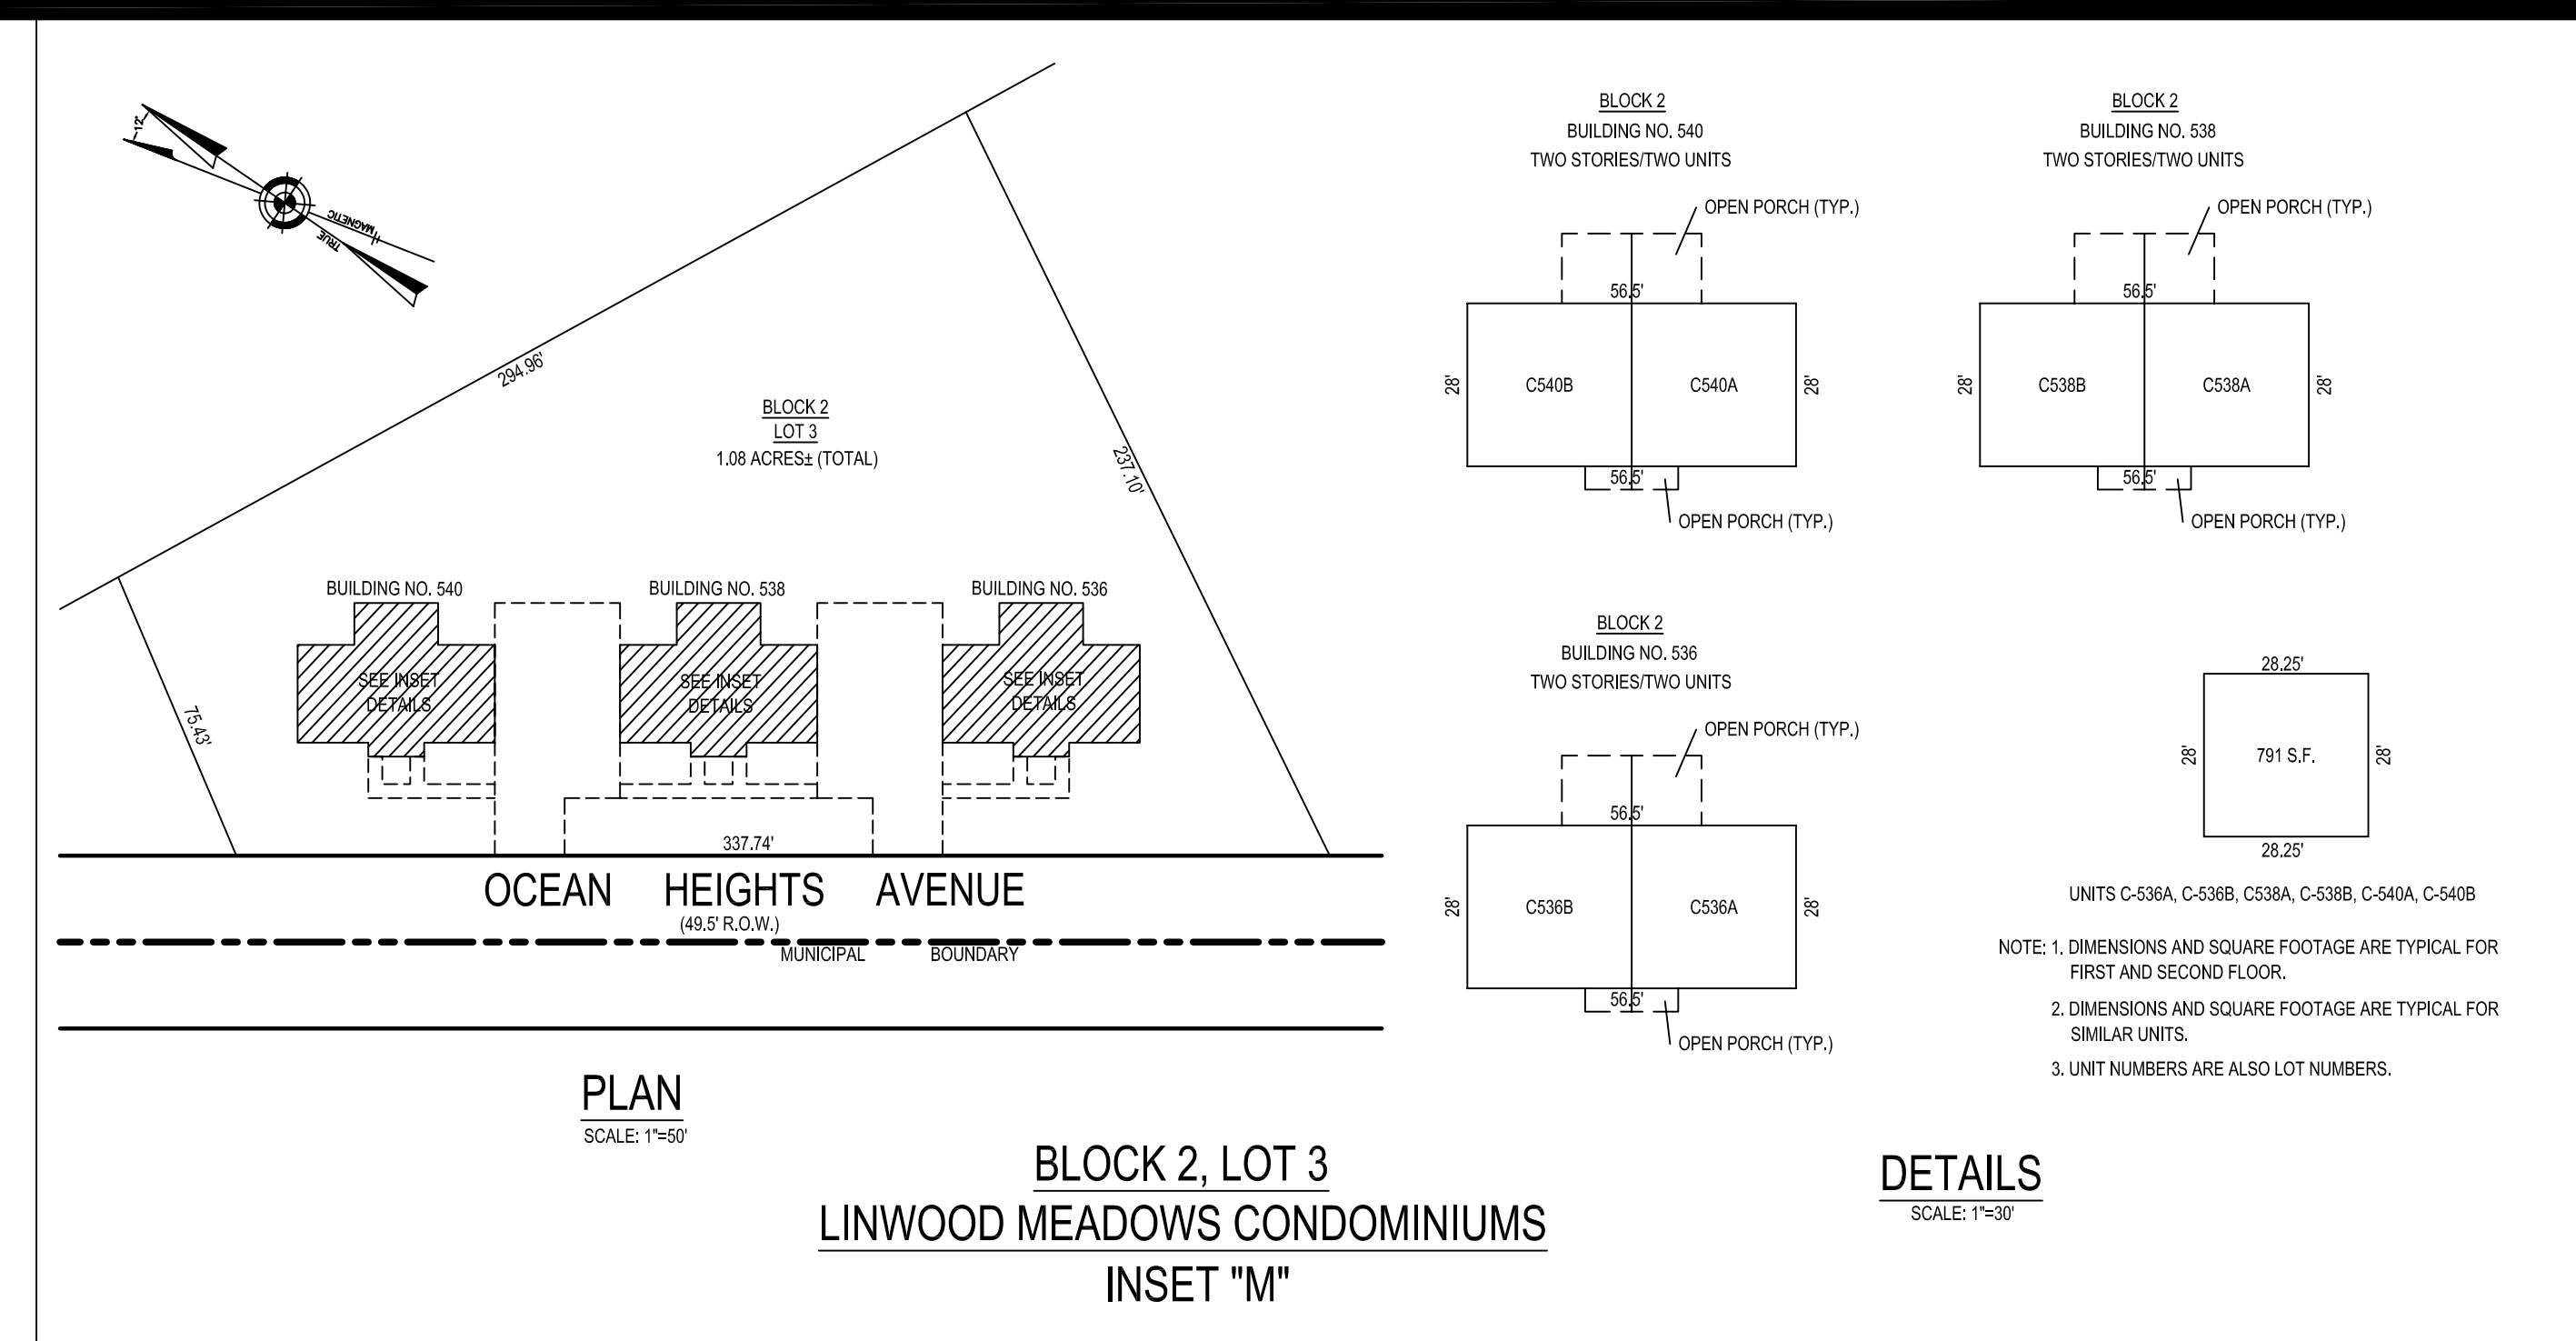 12°
MAGNETIC
TRUE
294.96'
BLOCK 2
LOT 3
1.08 ACRES± (TOTAL)
237.10'
75.43'
BUILDING NO. 540
BUILDING NO. 538
BUILDING NO. 536
SEE INSET
DETAILS
SEE INSET
DETAILS
SEE INSET
DETAILS
337.74'
OCEAN HEIGHTS AVENUE
(49.5' R.O.W.)
MUNICIPAL BOUNDARY
PLAN
SCALE: 1"=50'
BLOCK 2
BUILDING NO. 540
TWO STORIES/TWO UNITS
OPEN PORCH (TYP.)
56.5'
28'
C540B
C540A
28'
56.5'
OPEN PORCH (TYP.)
BLOCK 2
BUILDING NO. 538
TWO STORIES/TWO UNITS
OPEN PORCH (TYP.)
56.5'
28'
C538B
C538A
28'
56.5'
OPEN PORCH (TYP.)
BLOCK 2
BUILDING NO. 536
TWO STORIES/TWO UNITS
OPEN PORCH (TYP.)
56.5'
28'
C536B
C536A
28'
56.5'
OPEN PORCH (TYP.)
28.25'
28'
791 S.F.
28'
28.25'
UNITS C-536A, C-536B, C538A, C-538B, C-540A, C-540B
NOTE: 1. DIMENSIONS AND SQUARE FOOTAGE ARE TYPICAL FOR
FIRST AND SECOND FLOOR.
2. DIMENSIONS AND SQUARE FOOTAGE ARE TYPICAL FOR
SIMILAR UNITS.
3. UNIT NUMBERS ARE ALSO LOT NUMBERS.
DETAILS
SCALE: 1"=30'
BLOCK 2, LOT 3
LINWOOD MEADOWS CONDOMINIUMS
INSET "M"